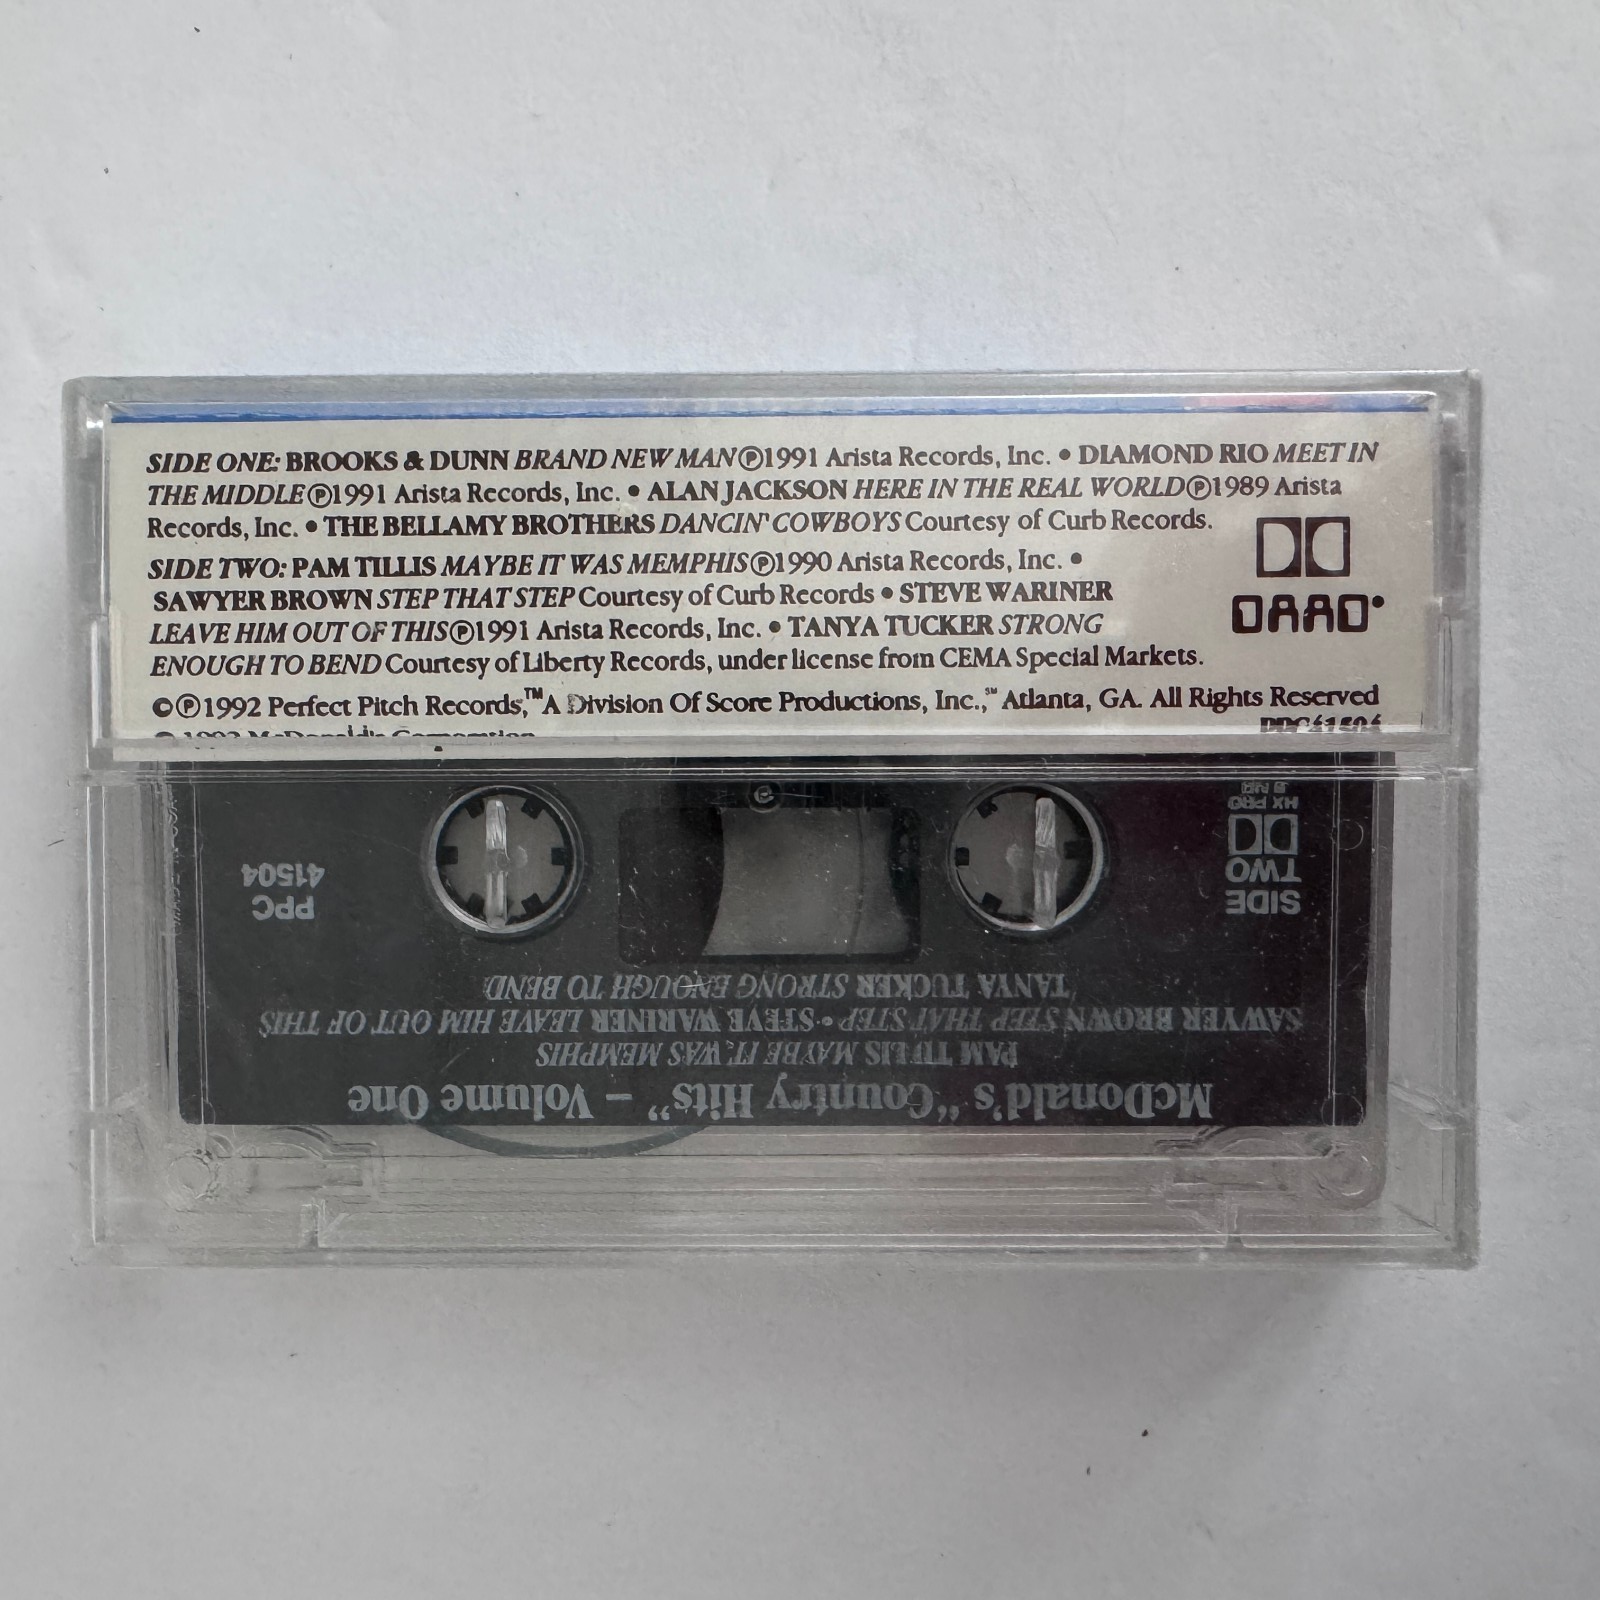 SIDE ONE: BROOKS & DUNN BRAND NEW MAN℗1991 Arista Records, Inc. • DIAMOND RIO MEET IN
THE MIDDLE℗1991 Arista Records, Inc. • ALAN JACKSON HERE IN THE REAL WORLD℗1989 Arista
Records, Inc. • THE BELLAMY BROTHERS DANCIN' COWBOYS Courtesy of Curb Records.
SIDE TWO: PAM TILLIS MAYBE IT WAS MEMPHIS℗1990 Arista Records, Inc. •
SAWYER BROWN STEP THAT STEP Courtesy of Curb Records • STEVE WARINER
LEAVE HIM OUT OF THIS℗1991 Arista Records, Inc. • TANYA TUCKER STRONG
ENOUGH TO BEND Courtesy of Liberty Records, under license from CEMA Special Markets.
©℗1992 Perfect Pitch Records,™ A Division Of Score Productions, Inc.,℠ Atlanta, GA. All Rights Reserved
© 1992 McDonald's Corporation
PPC41504
McDonald's "Country Hits" – Volume One
PAM TILLIS MAYBE IT WAS MEMPHIS
SAWYER BROWN STEP THAT STEP • STEVE WARINER LEAVE HIM OUT OF THIS
TANYA TUCKER STRONG ENOUGH TO BEND
SIDE
TWO
HX PRO
B NR
PPC
41504